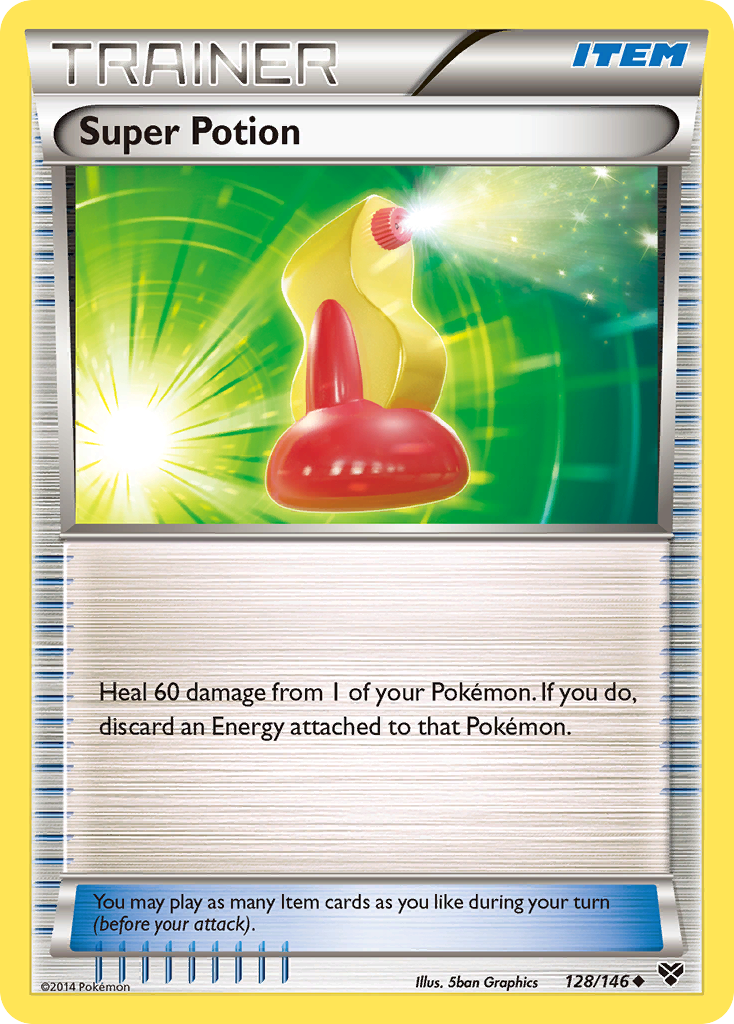 TRAINER
ITEM
Super Potion
Heal 60 damage from 1 of your Pokémon. If you do,
discard an Energy attached to that Pokémon.
You may play as many Item cards as you like during your turn
(before your attack).
©2014 Pokémon
Illus. 5ban Graphics
128/146